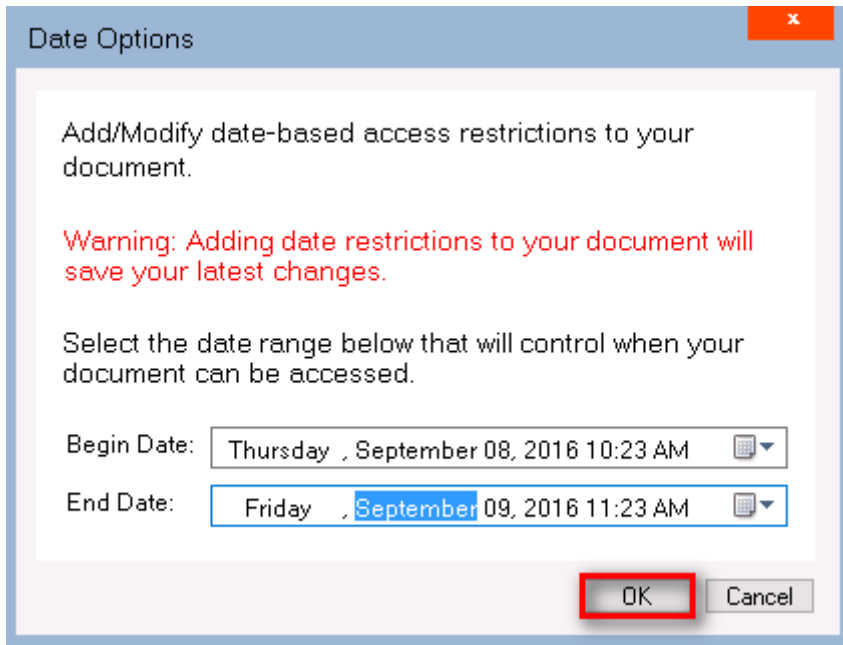 x
Date Options
Add/Modify date-based access restrictions to your
document.
Warning: Adding date restrictions to your document will
save your latest changes.
Select the date range below that will control when your
document can be accessed.
Begin Date: Thursday , September 08, 2016 10:23 AM
End Date: Friday , September 09, 2016 11:23 AM
OK Cancel